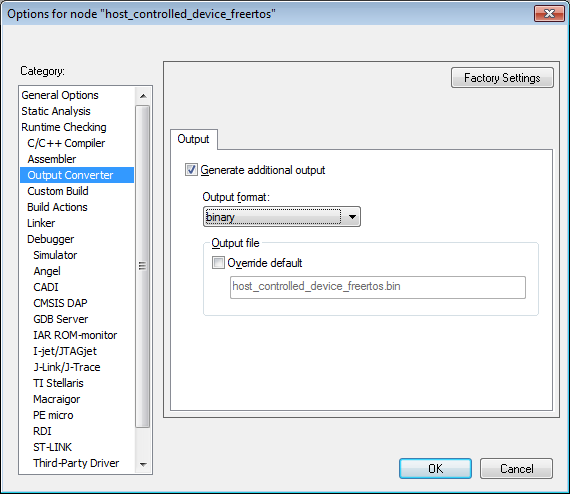 Options for node "host_controlled_device_freertos"
Category:
General Options
Static Analysis
Runtime Checking
C/C++ Compiler
Assembler
Output Converter
Custom Build
Build Actions
Linker
Debugger
Simulator
Angel
CADI
CMSIS DAP
GDB Server
IAR ROM-monitor
I-jet/JTAGjet
J-Link/J-Trace
TI Stellaris
Macraigor
PE micro
RDI
ST-LINK
Third-Party Driver
Factory Settings
Output
Generate additional output
Output format:
binary
Output file
Override default
host_controlled_device_freertos.bin
OK
Cancel